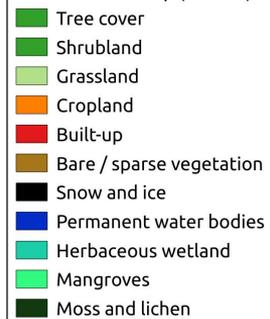 Tree cover
Shrubland
Grassland
Cropland
Built-up
Bare / sparse vegetation
Snow and ice
Permanent water bodies
Herbaceous wetland
Mangroves
Moss and lichen